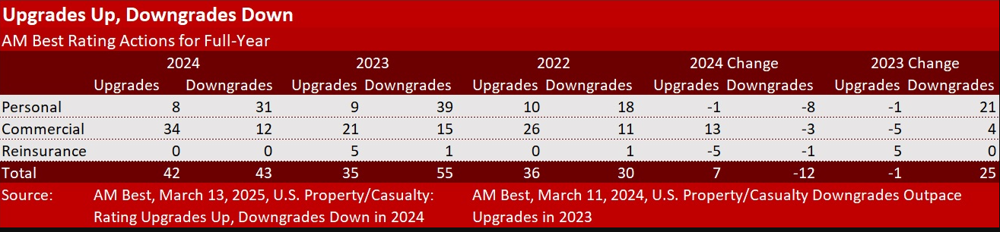 Upgrades Up, Downgrades Down
AM Best Rating Actions for Full-Year
2024 2023 2022 2024 Change 2023 Change
Upgrades Downgrades Upgrades Downgrades Upgrades Downgrades Upgrades Downgrades Upgrades Downgrades
Personal 8 31 9 39 10 18 -1 -8 -1 21
Commercial 34 12 21 15 26 11 13 -3 -5 4
Reinsurance 0 0 5 1 0 1 -5 -1 5 0
Total 42 43 35 55 36 30 7 -12 -1 25
Source: AM Best, March 13, 2025, U.S. Property/Casualty: AM Best, March 11, 2024, U.S. Property/Casualty Downgrades Outpace
Rating Upgrades Up, Downgrades Down in 2024 Upgrades in 2023